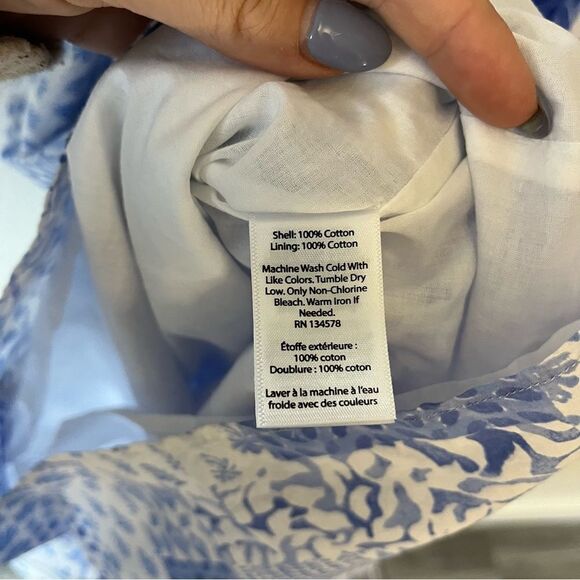 Shell: 100% Cotton
Lining: 100% Cotton
Machine Wash Cold With
Like Colors. Tumble Dry
Low. Only Non-Chlorine
Bleach. Warm Iron If
Needed.
RN 134578
Étoffe extérieure :
100% coton
Doublure : 100% coton
Laver à la machine à l'eau
froide avec des couleurs